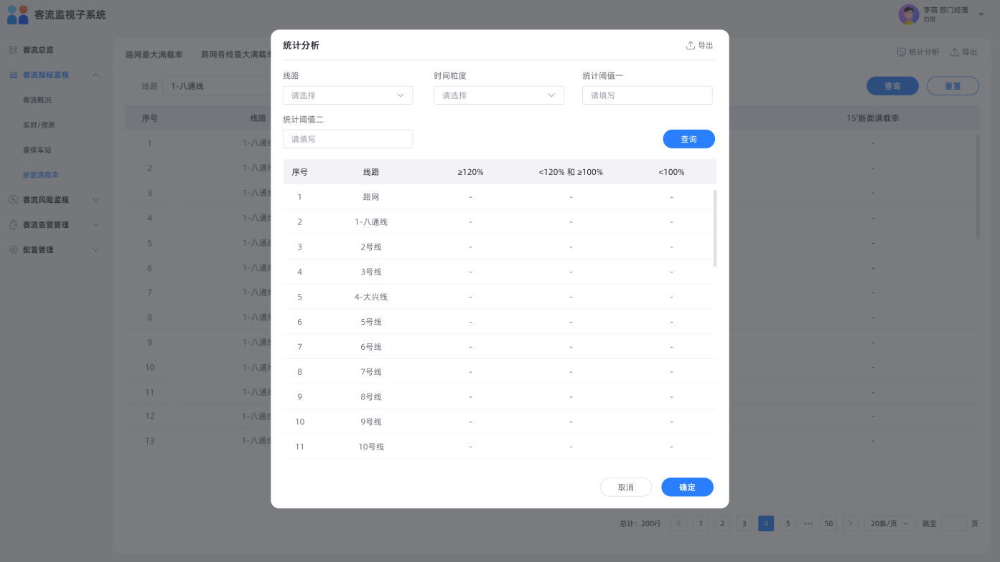 客流监视子系统
李萌 部门经理
白班
客流总览
客流指标监视
客流概况
实时/预测
重保车站
断面满载率
客流风险监视
客流告警管理
配置管理
路网最大满载率 路网各线最大满载率
统计分析 导出
线路 1-八通线
查询 重置
序号 线路 15'断面满载率
1 1-八通线 -
2 1-八通线 -
3 1-八通线 -
4 1-八通线 -
5 1-八通线 -
6 1-八通线 -
7 1-八通线 -
8 1-八通线 -
9 1-八通线 -
10 1-八通线 -
11 1-八通线 -
12 1-八通线 -
13 1-八通线 -
统计分析 导出
线路 时间粒度 统计阈值一
请选择 请选择 请填写
统计阈值二
请填写 查询
序号 线路 ≥120% <120% 和 ≥100% <100%
1 路网 - - -
2 1-八通线 - - -
3 2号线 - - -
4 3号线 - - -
5 4-大兴线 - - -
6 5号线 - - -
7 6号线 - - -
8 7号线 - - -
9 8号线 - - -
10 9号线 - - -
11 10号线 - - -
取消 确定
总计: 200行 1 2 3 4 5 ••• 50 20条/页 跳至 页